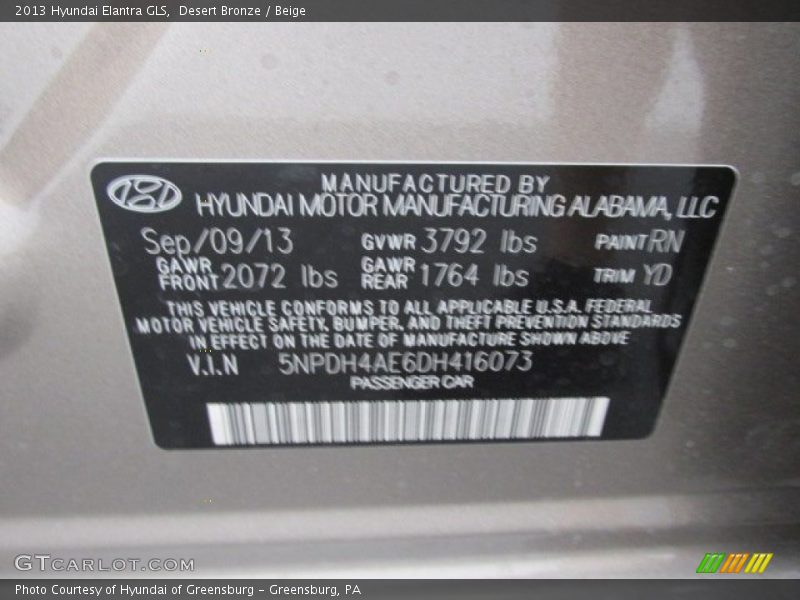 2013 Hyundai Elantra GLS, Desert Bronze / Beige
MANUFACTURED BY
HYUNDAI MOTOR MANUFACTURING ALABAMA, LLC
Sep/09/13 GVWR 3792 lbs PAINT RN
GAWR FRONT 2072 lbs GAWR REAR 1764 lbs TRIM YD
THIS VEHICLE CONFORMS TO ALL APPLICABLE U.S.A. FEDERAL
MOTOR VEHICLE SAFETY, BUMPER, AND THEFT PREVENTION STANDARDS
IN EFFECT ON THE DATE OF MANUFACTURE SHOWN ABOVE
V.I.N 5NPDH4AE6DH416073
PASSENGER CAR
GTCARLOT.COM
Photo Courtesy of Hyundai of Greensburg – Greensburg, PA